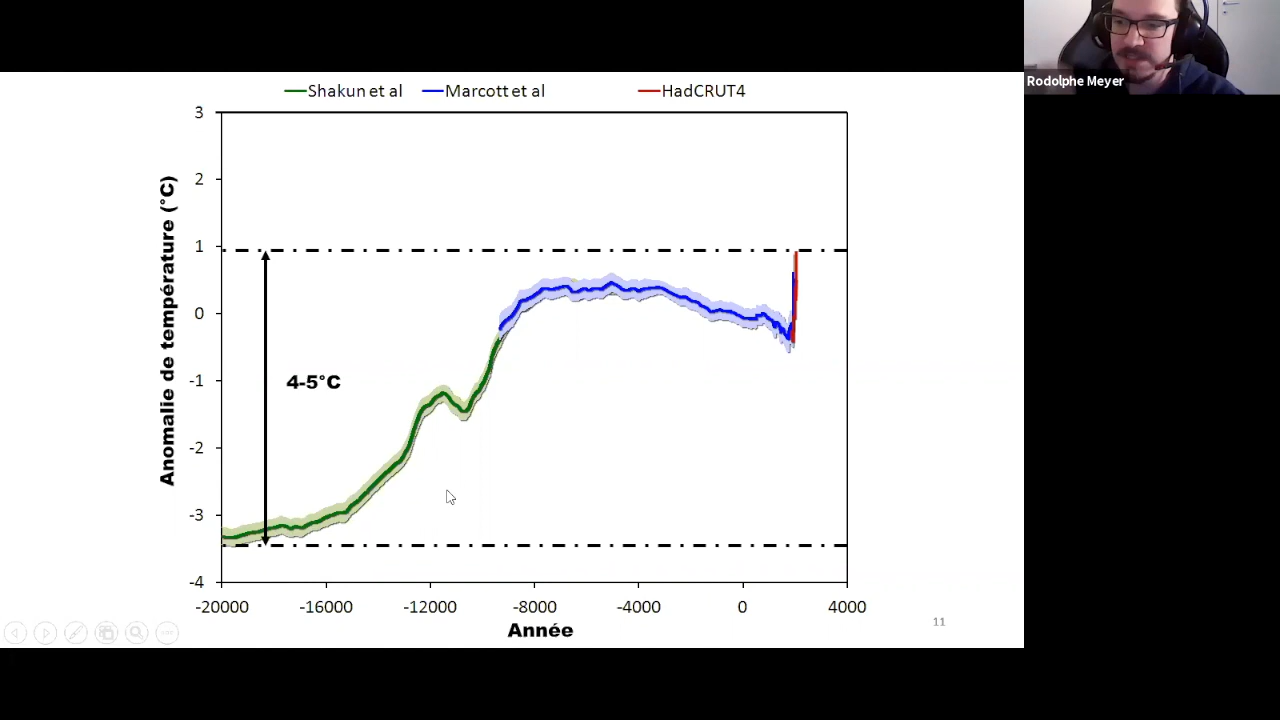 Rodolphe Meyer
Shakun et al Marcott et al HadCRUT4
Anomalie de température (°C)
3
2
1
0
-1
-2
-3
-4
4-5°C
-20000 -16000 -12000 -8000 -4000 0 4000
Année
11